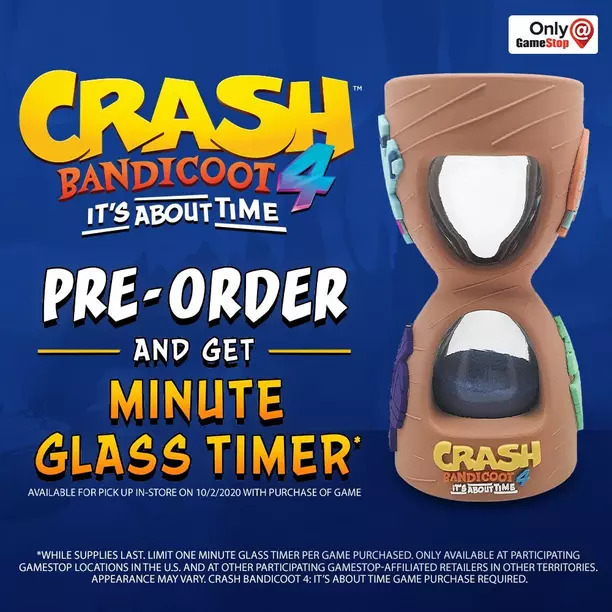 Only@
GameStop
CRASH™
BANDICOOT 4
IT'S ABOUT TIME
PRE-ORDER
AND GET
MINUTE
GLASS TIMER*
AVAILABLE FOR PICK UP IN-STORE ON 10/2/2020 WITH PURCHASE OF GAME
CRASH
BANDICOOT 4
IT'S ABOUT TIME
*WHILE SUPPLIES LAST. LIMIT ONE MINUTE GLASS TIMER PER GAME PURCHASED. ONLY AVAILABLE AT PARTICIPATING
GAMESTOP LOCATIONS IN THE U.S. AND AT OTHER PARTICIPATING GAMESTOP-AFFILIATED RETAILERS IN OTHER TERRITORIES.
APPEARANCE MAY VARY. CRASH BANDICOOT 4: IT'S ABOUT TIME GAME PURCHASE REQUIRED.